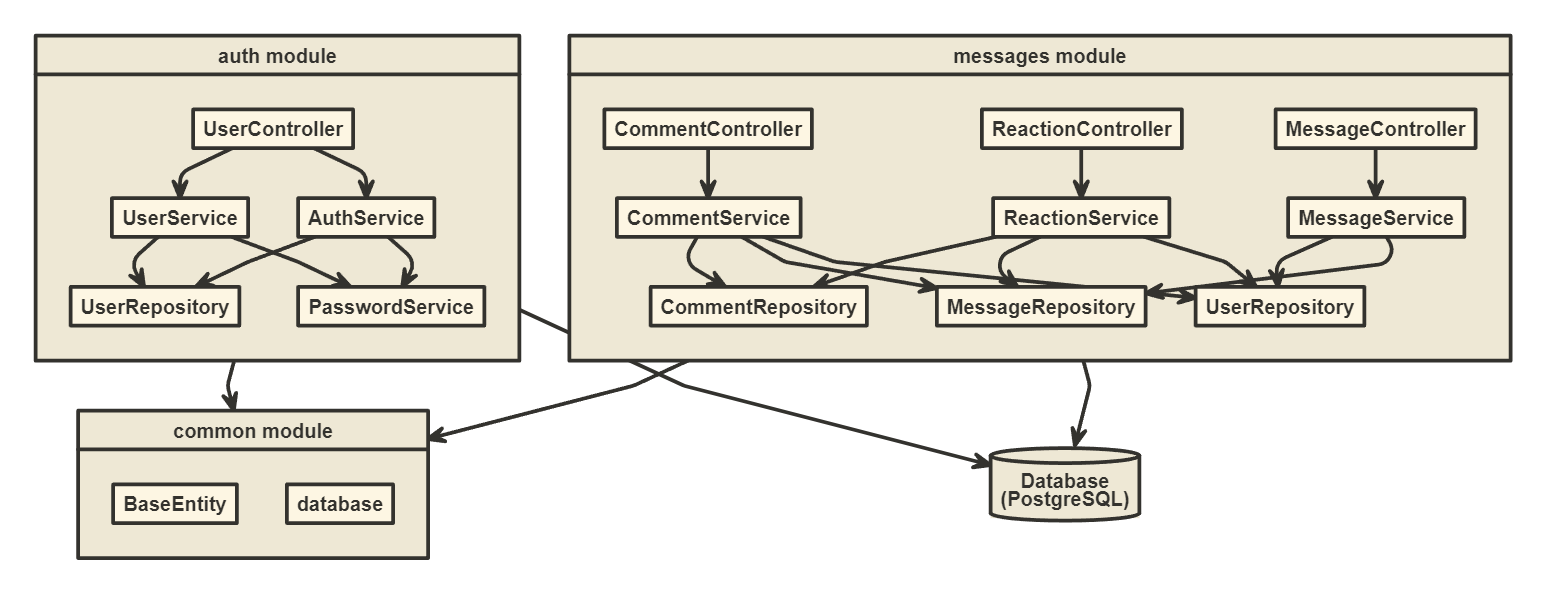 auth module
messages module
UserController
CommentController
ReactionController
MessageController
UserService
AuthService
CommentService
ReactionService
MessageService
UserRepository
PasswordService
CommentRepository
MessageRepository
UserRepository
common module
BaseEntity
database
Database
(PostgreSQL)